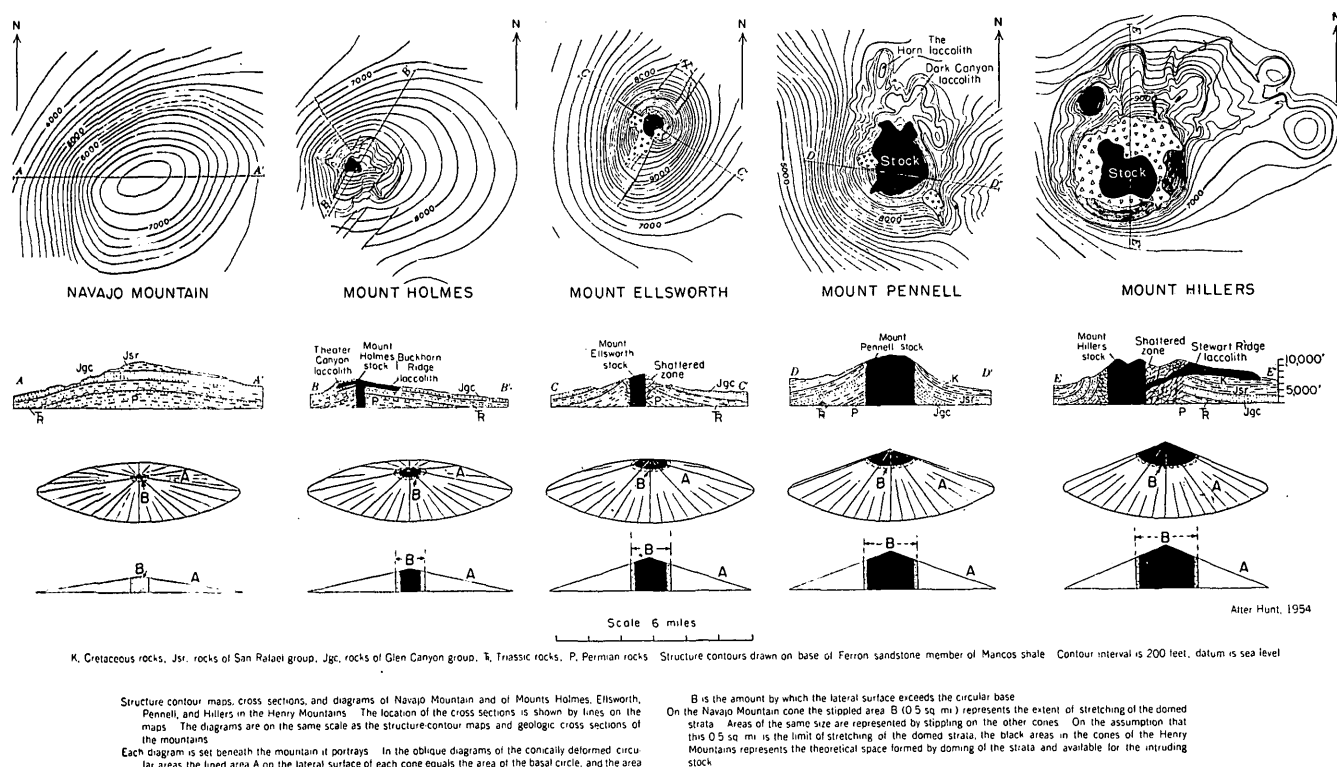 N
N
N
N
N
A
A'
6000
8000
6000
7000
B'
B
7000
8000
C
C'
8500
9000
7000
The
Horn laccolith
Dark Canyon
laccolith
Stock
D
D'
5000
8000
Stock
7000
NAVAJO MOUNTAIN
MOUNT HOLMES
MOUNT ELLSWORTH
MOUNT PENNELL
MOUNT HILLERS
A
Jgc
Jsr
A'
P
Ꞧ
Theater
Canyon
laccolith
Mount
Holmes
stock
Buckhorn
Ridge
laccolith
B
Jgc
B'
P
Ꞧ
Mount
Ellsworth
stock
Shattered
zone
C
Jgc
C'
Ꞧ
Mount
Pennell stock
D
D'
K
Ꞧ
P
Jgc
Mount
Hillers
stock
Shattered
zone
Stewart Ridge
laccolith
E
E'
K
Jsr
P
Ꞧ
Jgc
10,000'
5,000'
A
B
A
B
A
B
A
B
A
B
B
A
B
A
B
A
B
A
B
A
After Hunt, 1954
Scale 6 miles
K, Cretaceous rocks, Jsr, rocks of San Rafael group, Jgc, rocks of Glen Canyon group, Ꞧ, Triassic rocks, P, Permian rocks Structure contours drawn on base of Ferron sandstone member of Mancos shale Contour interval is 200 feet, datum is sea level
Structure contour maps, cross sections, and diagrams of Navajo Mountain and of Mounts Holmes, Ellsworth,
Pennell, and Hillers in the Henry Mountains The location of the cross sections is shown by lines on the
maps The diagrams are on the same scale as the structure-contour maps and geologic cross sections of
the mountains
Each diagram is set beneath the mountain it portrays In the oblique diagrams of the conically deformed circu-
lar areas the lined area A on the lateral surface of each cone equals the area of the basal circle, and the area
B is the amount by which the lateral surface exceeds the circular base
On the Navajo Mountain cone the stippled area B (0.5 sq mi) represents the extent of stretching of the domed
strata Areas of the same size are represented by stippling on the other cones On the assumption that
this 0.5 sq mi is the limit of stretching of the domed strata, the black areas in the cones of the Henry
Mountains represents the theoretical space formed by doming of the strata and available for the intruding
stock